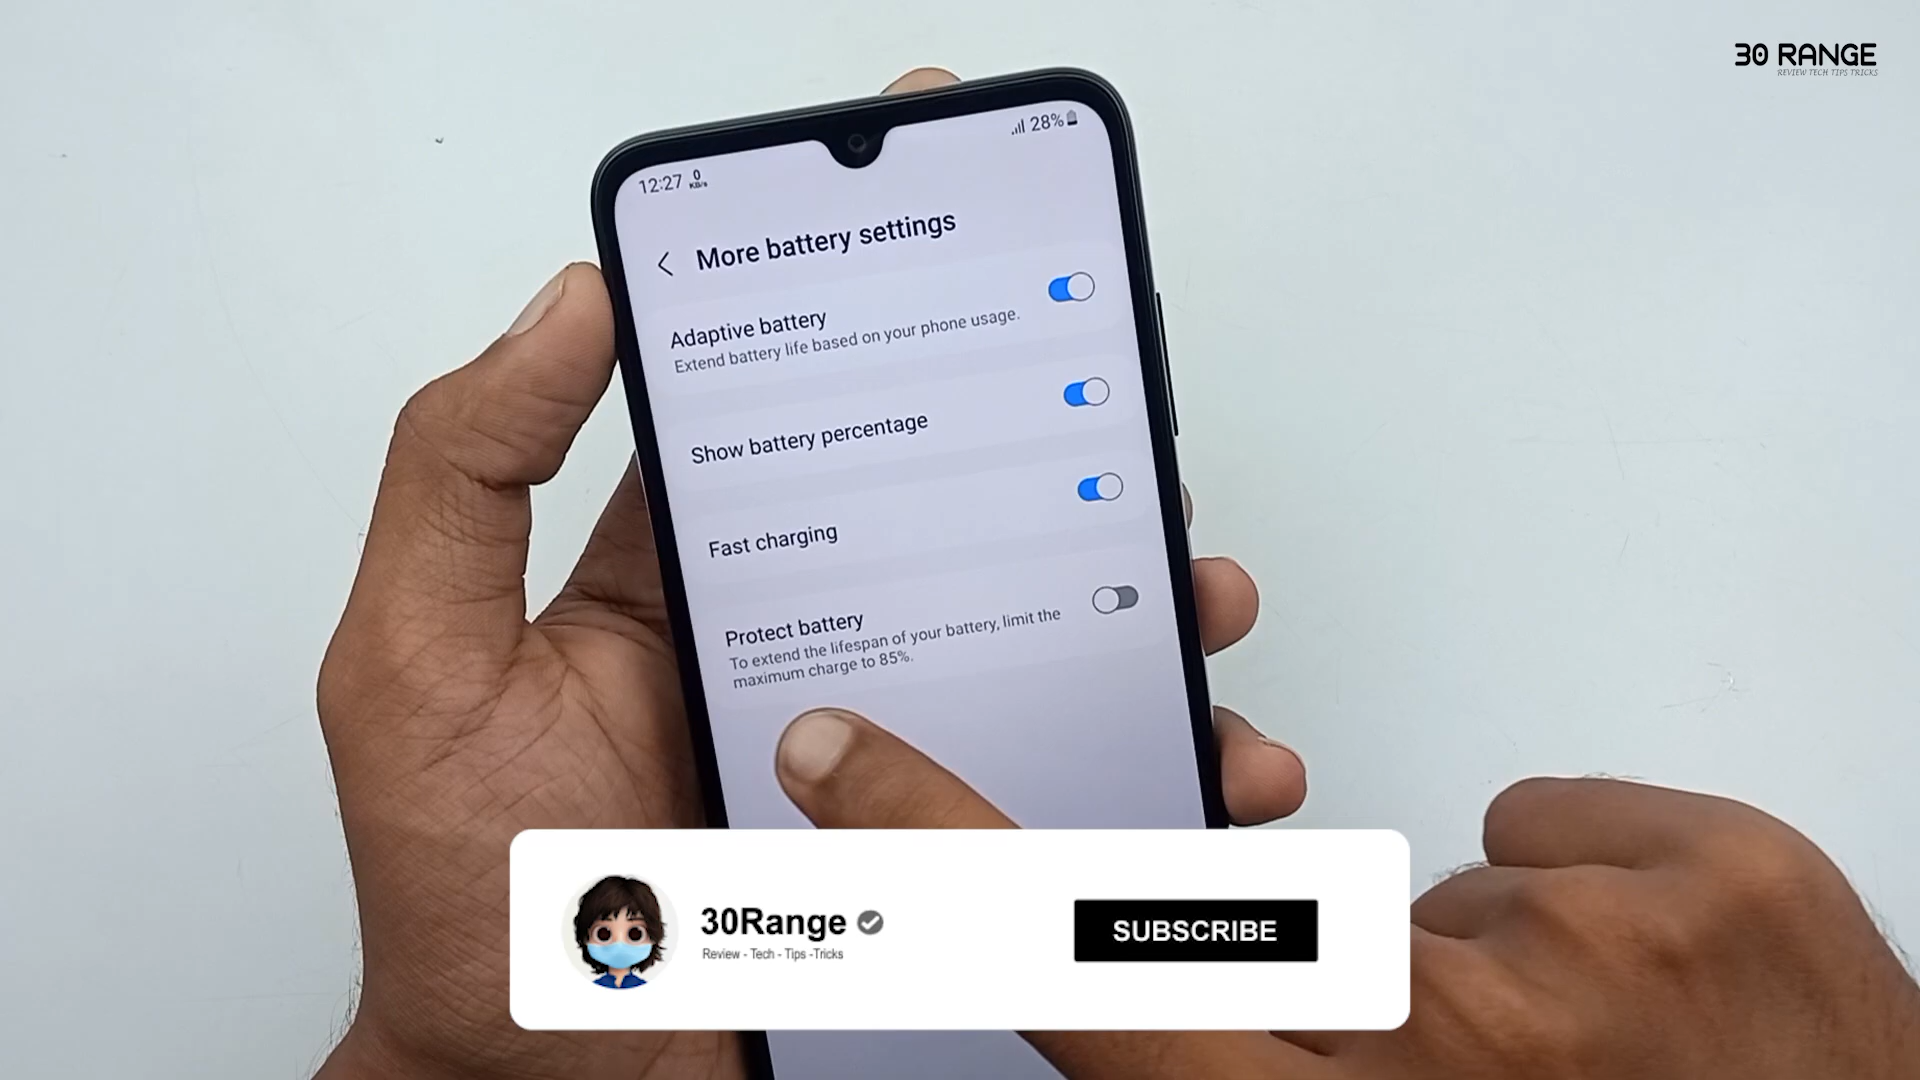 30 RANGE
REVIEW TECH TIPS TRICKS
12:27 0 KB/s
28%
More battery settings
Adaptive battery
Extend battery life based on your phone usage.
Show battery percentage
Fast charging
Protect battery
To extend the lifespan of your battery, limit the
maximum charge to 85%.
30Range
Review - Tech - Tips -Tricks
SUBSCRIBE